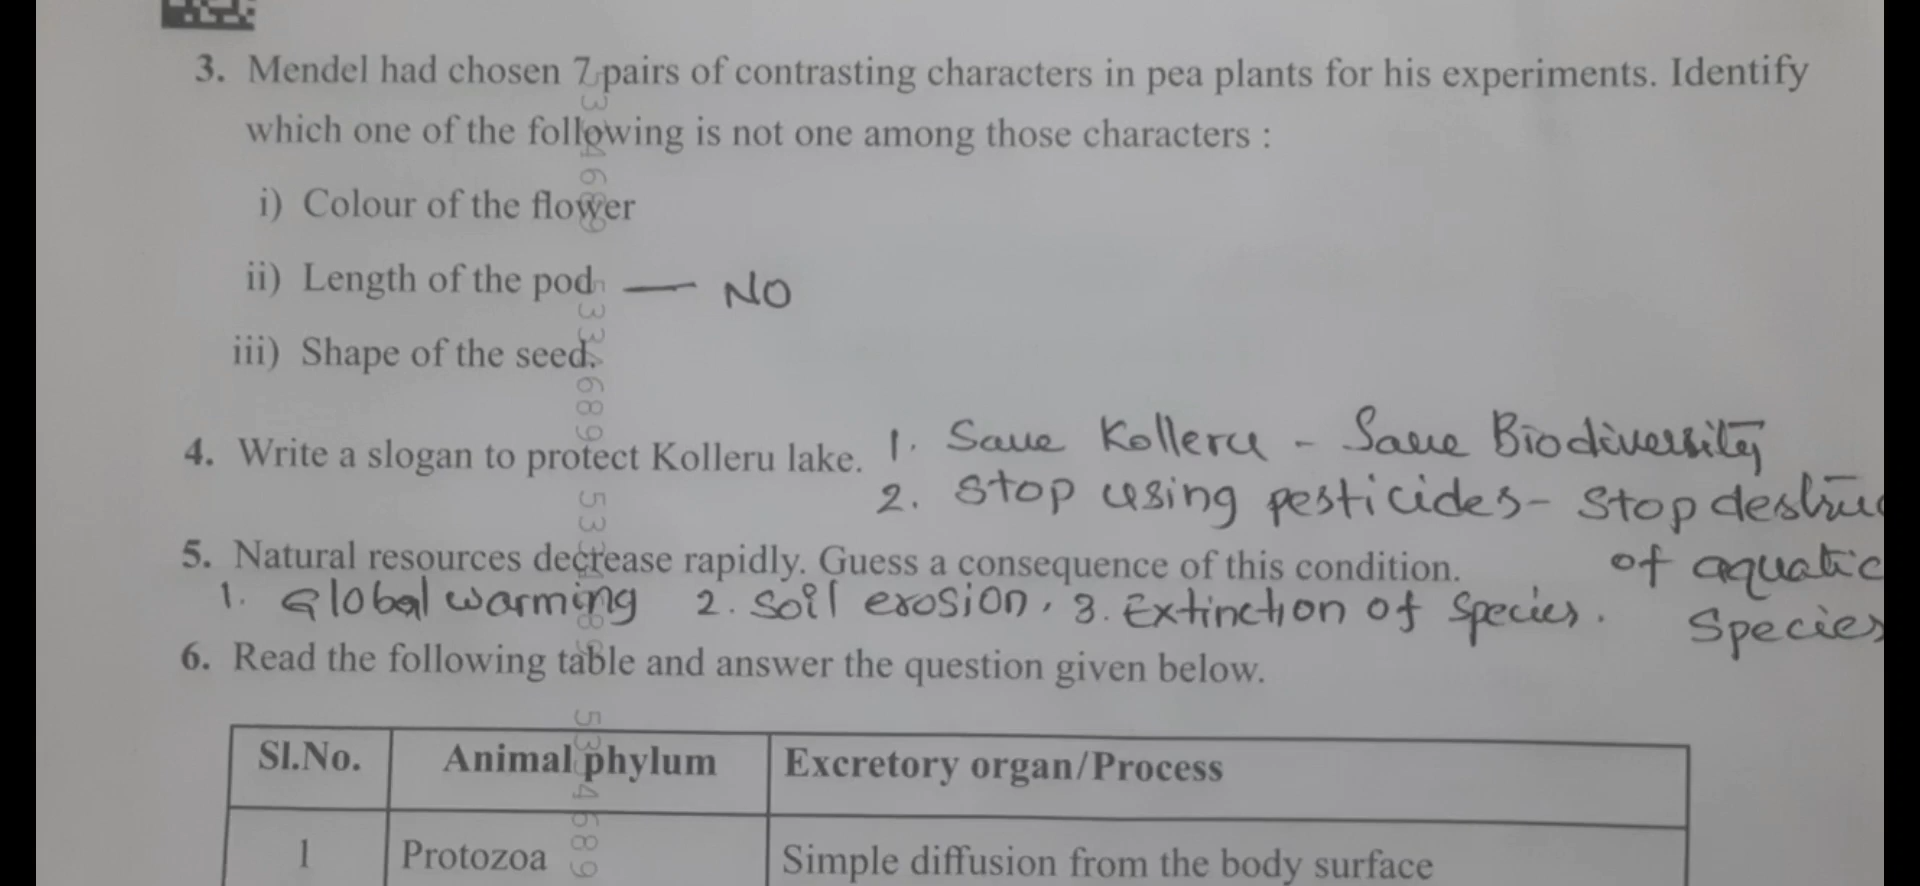 3. Mendel had chosen 7 pairs of contrasting characters in pea plants for his experiments. Identify
which one of the following is not one among those characters :
i) Colour of the flower
ii) Length of the pod — NO
iii) Shape of the seed.
4. Write a slogan to protect Kolleru lake. 1. Save Kolleru - Save Biodiversity
2. Stop using pesticides - Stop destruc
of aquatic
Species
5. Natural resources decrease rapidly. Guess a consequence of this condition.
1. Global warming 2. Soil erosion, 3. Extinction of Species.
6. Read the following table and answer the question given below.
Sl.No. Animal phylum Excretory organ/Process
1 Protozoa Simple diffusion from the body surface
5334689